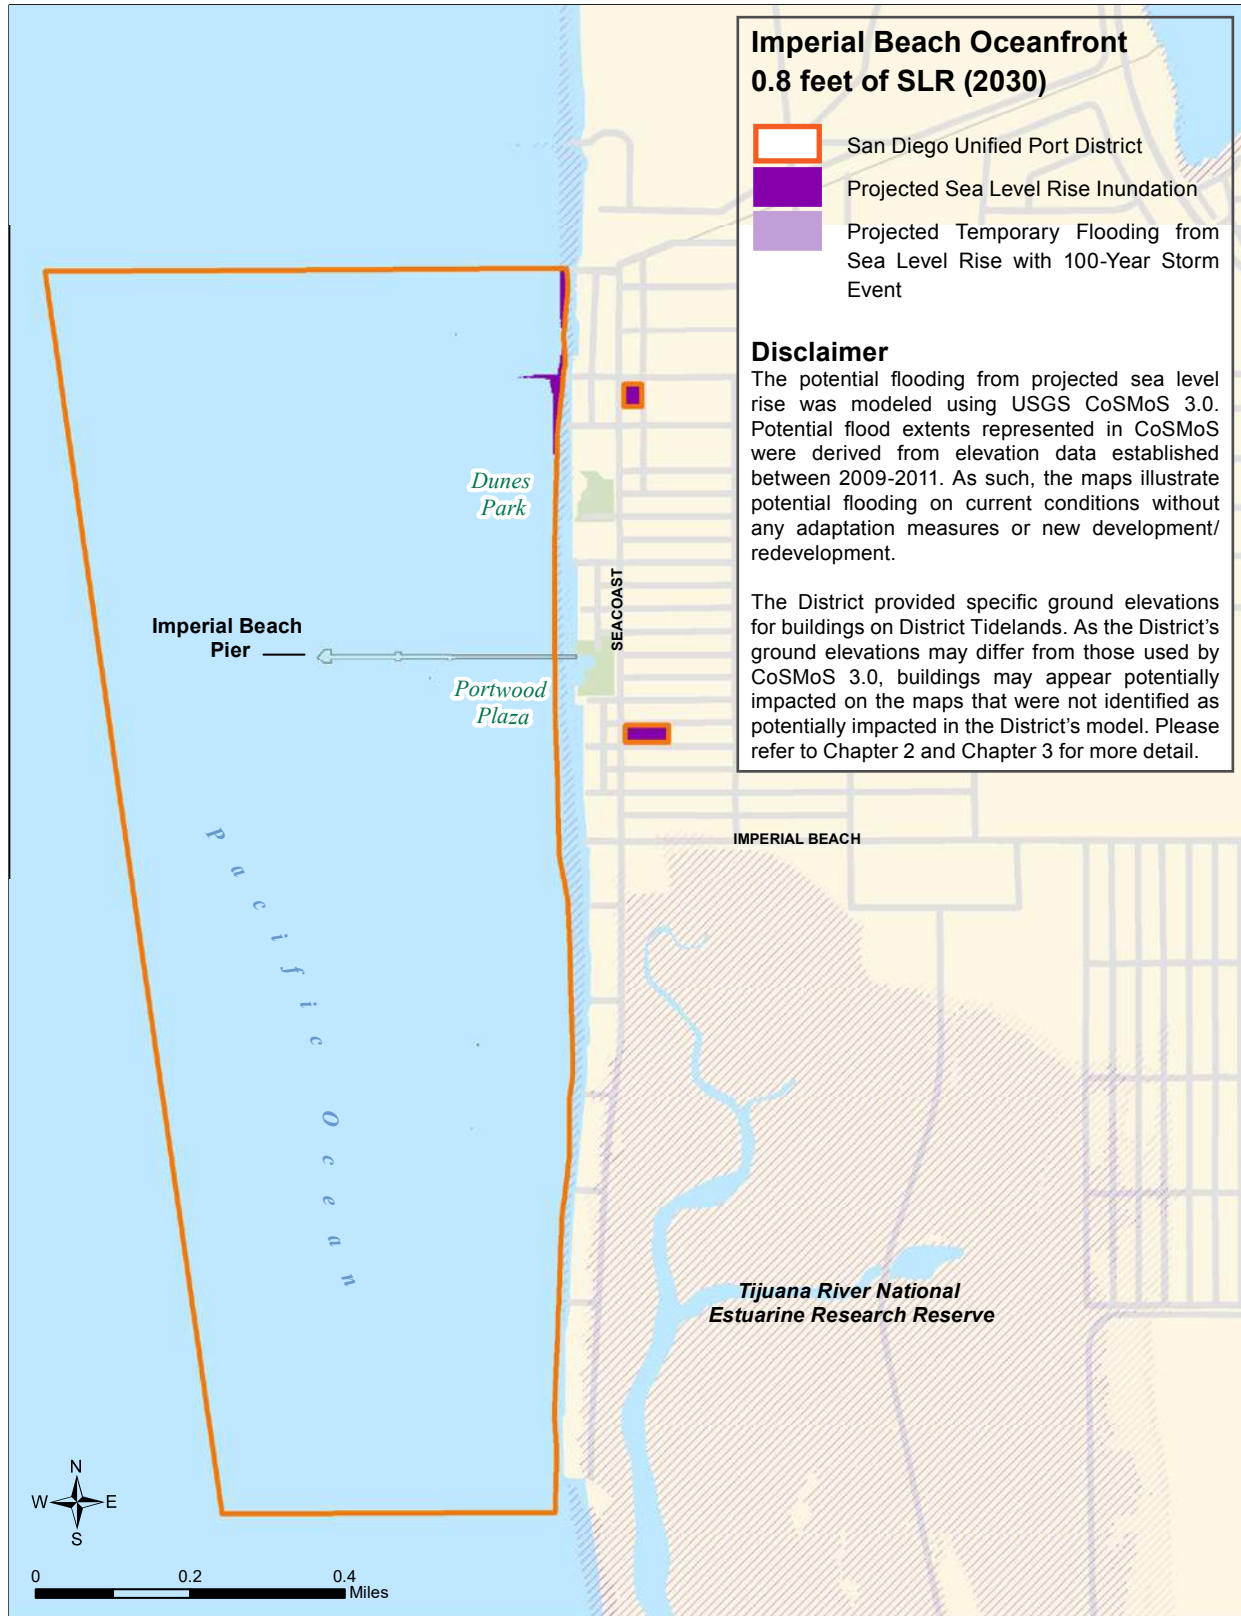 Imperial Beach Oceanfront
0.8 feet of SLR (2030)
San Diego Unified Port District
Projected Sea Level Rise Inundation
Projected Temporary Flooding from
Sea Level Rise with 100-Year Storm
Event
Disclaimer
The potential flooding from projected sea level
rise was modeled using USGS CoSMoS 3.0.
Potential flood extents represented in CoSMoS
were derived from elevation data established
between 2009-2011. As such, the maps illustrate
potential flooding on current conditions without
any adaptation measures or new development/
redevelopment.
The District provided specific ground elevations
for buildings on District Tidelands. As the District's
ground elevations may differ from those used by
CoSMoS 3.0, buildings may appear potentially
impacted on the maps that were not identified as
potentially impacted in the District's model. Please
refer to Chapter 2 and Chapter 3 for more detail.
Dunes
Park
SEACOAST
Imperial Beach
Pier
Portwood
Plaza
IMPERIAL BEACH
Pacific Ocean
Tijuana River National
Estuarine Research Reserve
N
W E
S
0 0.2 0.4
Miles